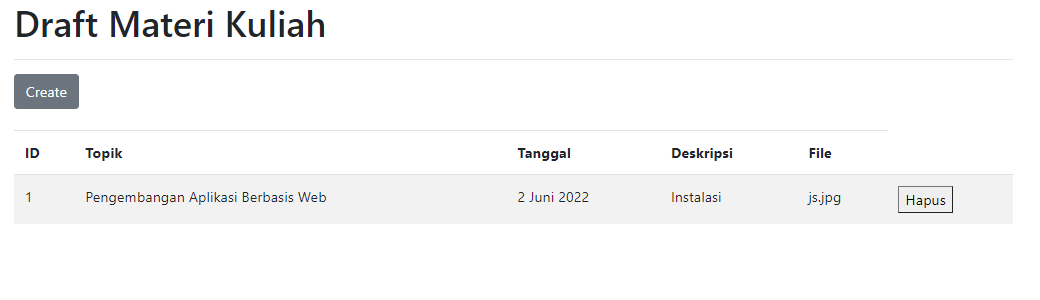 Draft Materi Kuliah
Create
ID Topik Tanggal Deskripsi File
1 Pengembangan Aplikasi Berbasis Web 2 Juni 2022 Instalasi js.jpg Hapus